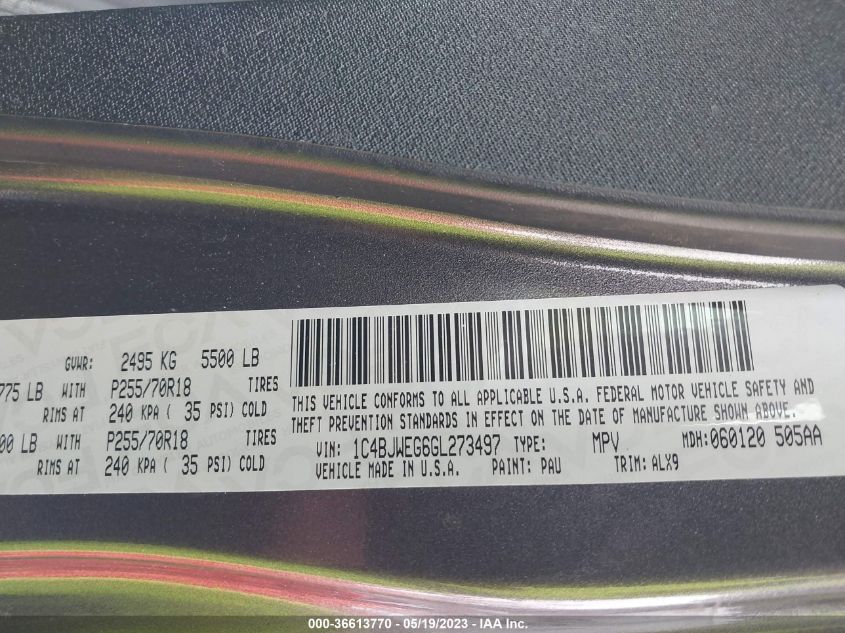 GVWR: 2495 KG 5500 LB
775 LB WITH P255/70R18 TIRES
RIMS AT 240 KPA ( 35 PSI) COLD
00 LB WITH P255/70R18 TIRES
RIMS AT 240 KPA ( 35 PSI) COLD
THIS VEHICLE CONFORMS TO ALL APPLICABLE U.S.A. FEDERAL MOTOR VEHICLE SAFETY AND
THEFT PREVENTION STANDARDS IN EFFECT ON THE DATE OF MANUFACTURE SHOWN ABOVE.
VIN: 1C4BJWEG6GL273497 TYPE: MPV MDH:060120 505AA
VEHICLE MADE IN U.S.A. PAINT: PAU TRIM: ALX9
000-36613770 - 05/19/2023 - IAA Inc.